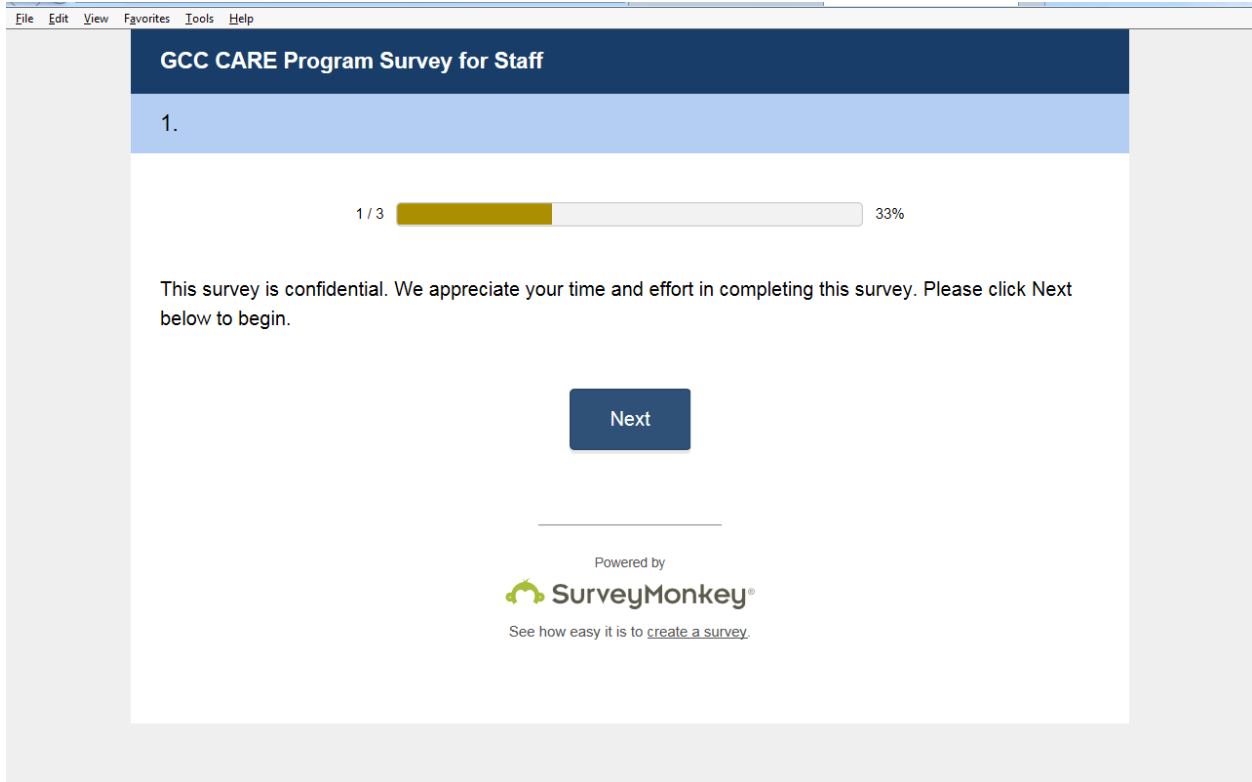 File Edit View Favorites Tools Help
GCC CARE Program Survey for Staff
1.
1 / 3 33%
This survey is confidential. We appreciate your time and effort in completing this survey. Please click Next
below to begin.
Next
Powered by
SurveyMonkey®
See how easy it is to create a survey.